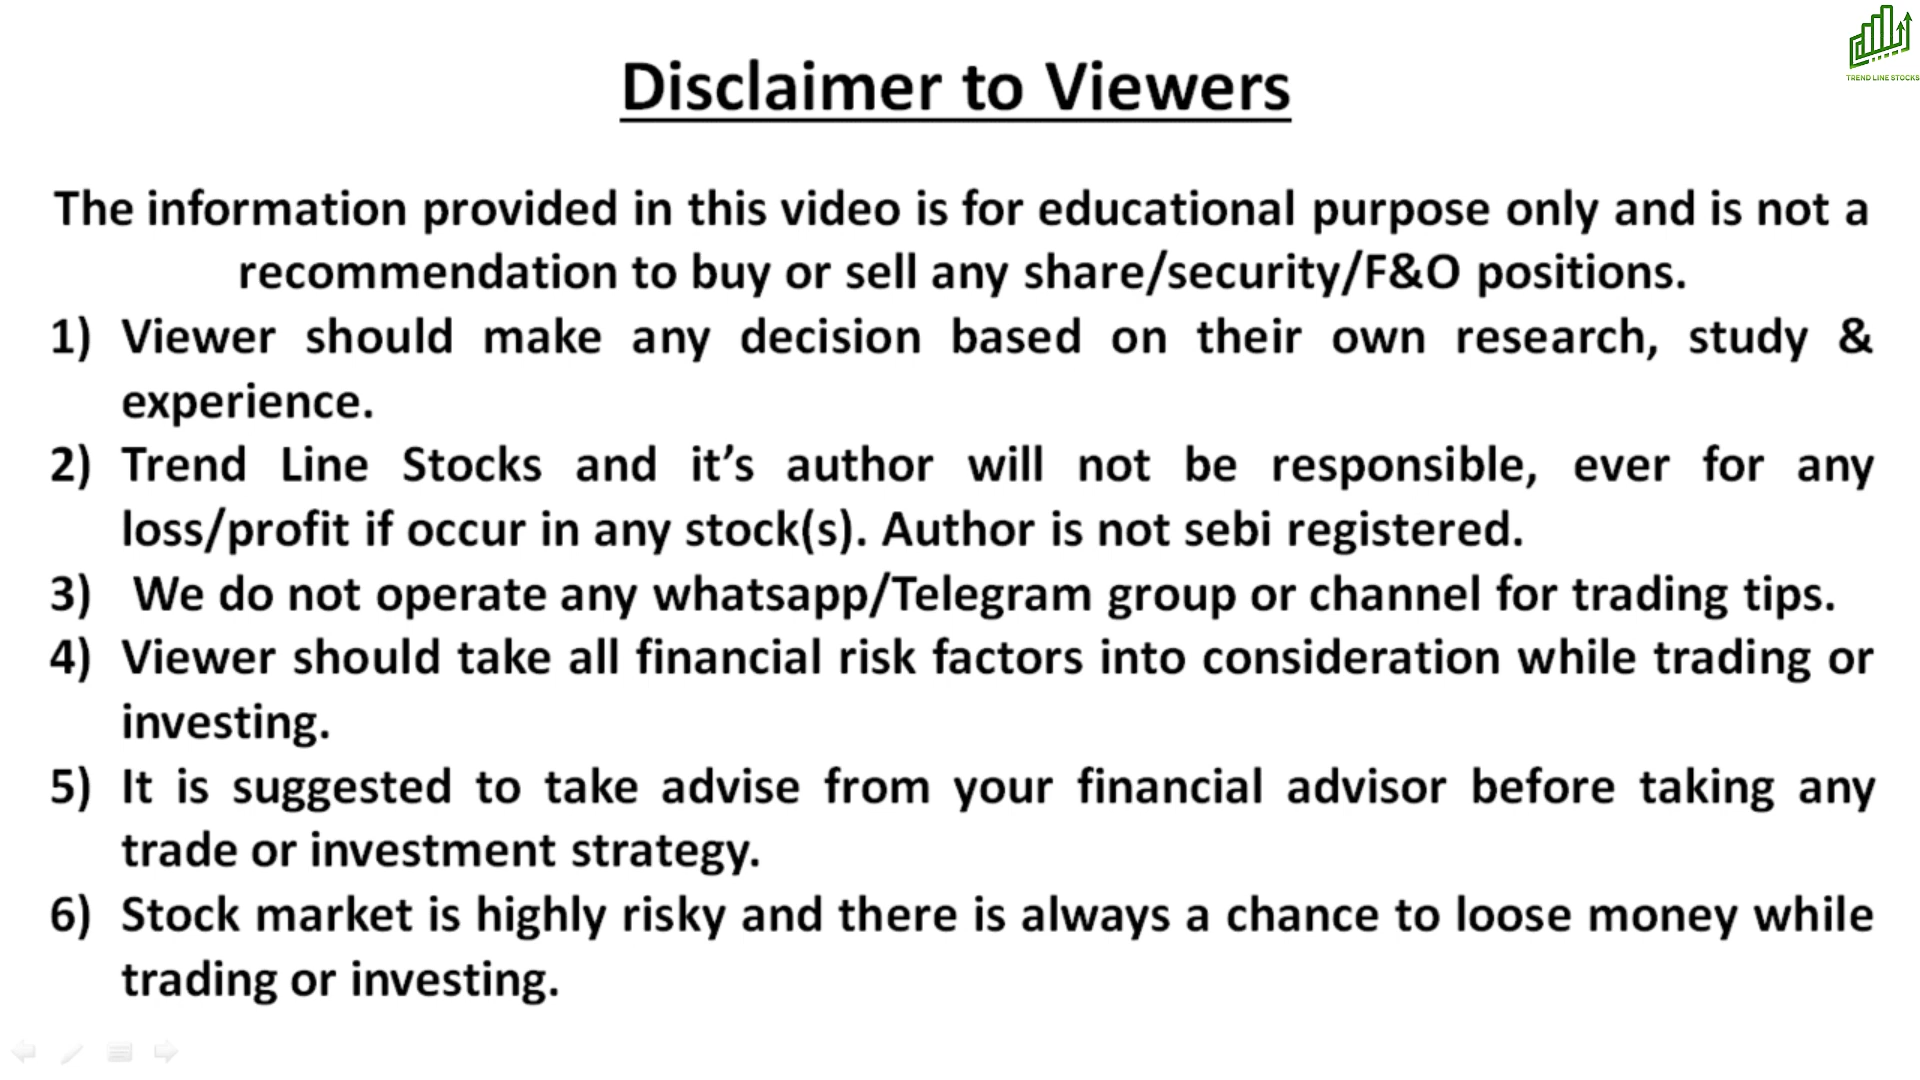 TREND LINE STOCKS
Disclaimer to Viewers
The information provided in this video is for educational purpose only and is not a
recommendation to buy or sell any share/security/F&O positions.
1) Viewer should make any decision based on their own research, study &
experience.
2) Trend Line Stocks and it’s author will not be responsible, ever for any
loss/profit if occur in any stock(s). Author is not sebi registered.
3) We do not operate any whatsapp/Telegram group or channel for trading tips.
4) Viewer should take all financial risk factors into consideration while trading or
investing.
5) It is suggested to take advise from your financial advisor before taking any
trade or investment strategy.
6) Stock market is highly risky and there is always a chance to loose money while
trading or investing.